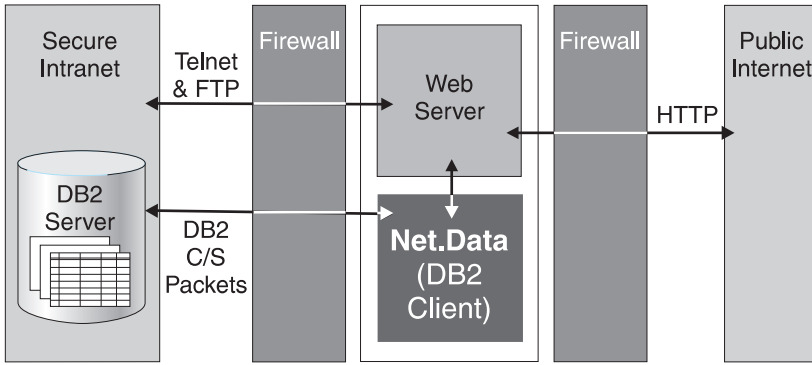 Secure
Intranet
Telnet
& FTP
Firewall
Web
Server
Firewall
Public
Internet
HTTP
DB2
Server
DB2
C/S
Packets
Net.Data
(DB2
Client)